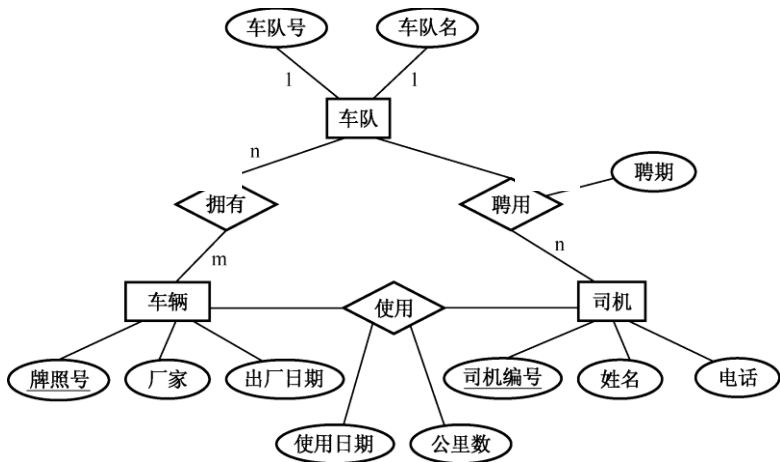 车队号 车队名
1 1
车队
n
聘期
拥有 聘用
m n
车辆 使用 司机
牌照号 厂家 出厂日期 司机编号 姓名 电话
使用日期 公里数